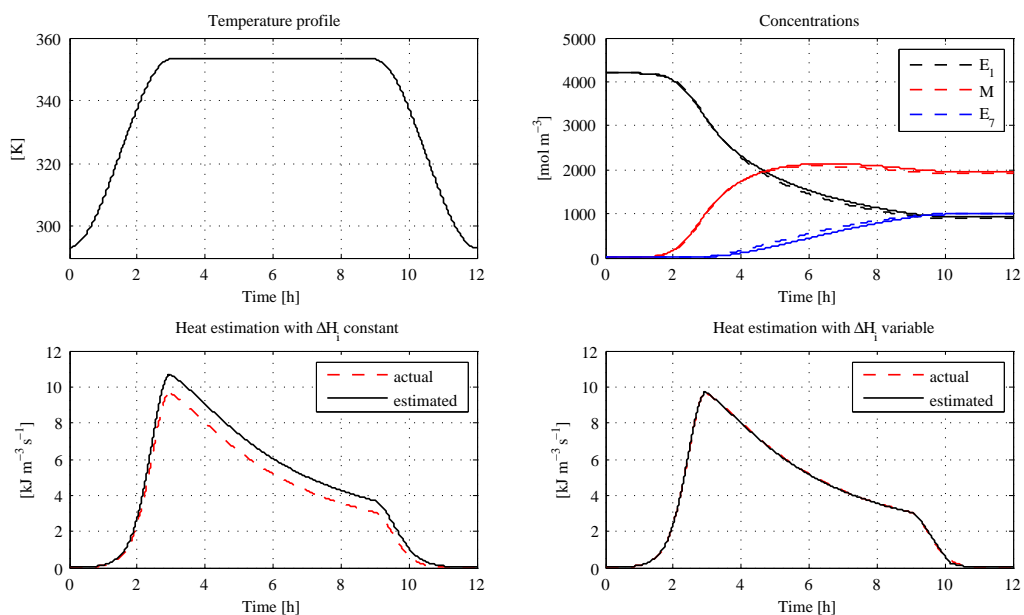 Temperature profile
360
340
320
300
[K]
0 2 4 6 8 10 12
Time [h]
Concentrations
5000
4000
3000
2000
1000
0
[mol m⁻³]
E₁
M
E₇
0 2 4 6 8 10 12
Time [h]
Heat estimation with ΔHᵢ constant
12
10
8
6
4
2
0
[kJ m⁻³ s⁻¹]
actual
estimated
0 2 4 6 8 10 12
Time [h]
Heat estimation with ΔHᵢ variable
12
10
8
6
4
2
0
[kJ m⁻³ s⁻¹]
actual
estimated
0 2 4 6 8 10 12
Time [h]